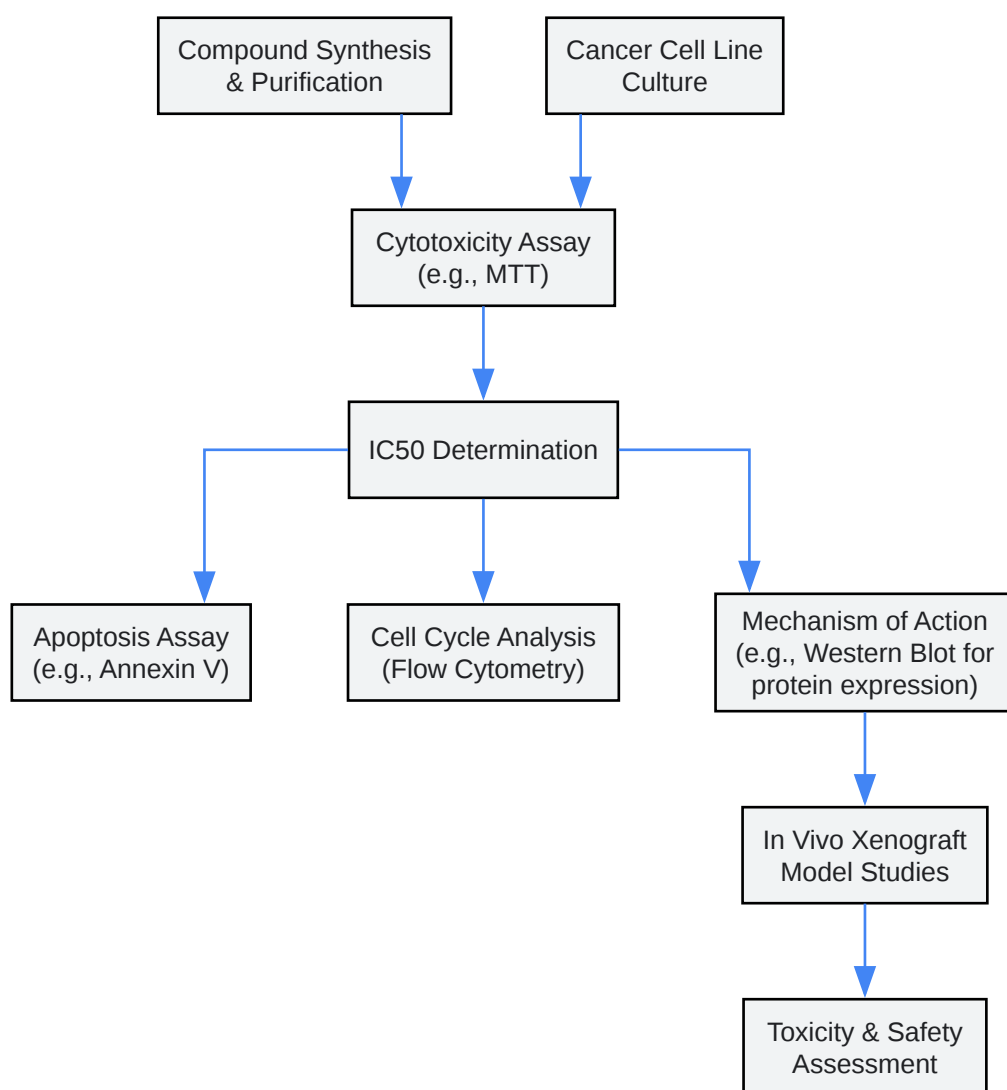 Compound Synthesis
& Purification
Cancer Cell Line
Culture
Cytotoxicity Assay
(e.g., MTT)
IC50 Determination
Apoptosis Assay
(e.g., Annexin V)
Cell Cycle Analysis
(Flow Cytometry)
Mechanism of Action
(e.g., Western Blot for
protein expression)
In Vivo Xenograft
Model Studies
Toxicity & Safety
Assessment